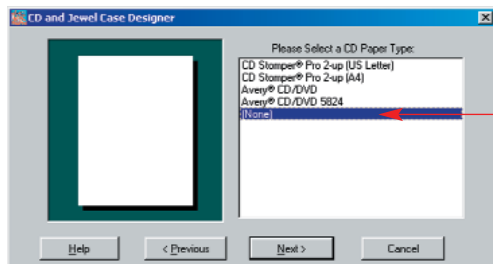 CD and Jewel Case Designer
Please Select a CD Paper Type:
CD Stomper® Pro 2-up (US Letter)
CD Stomper® Pro 2-up (A4)
Avery® CD/DVD
Avery® CD/DVD 5824
(None)
Help
< Previous
Next >
Cancel